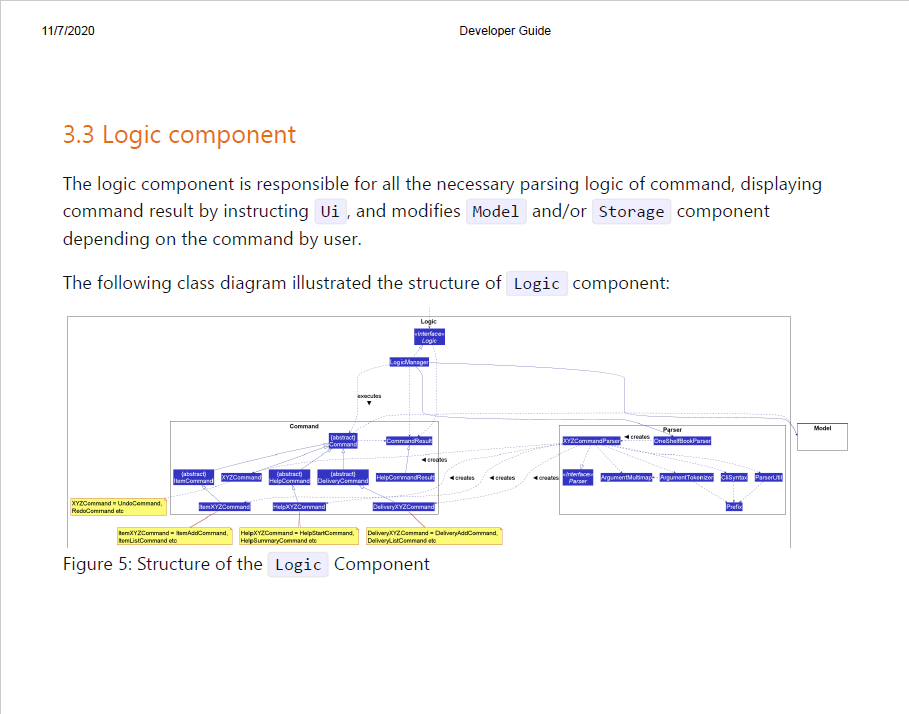 11/7/2020
Developer Guide
3.3 Logic component
The logic component is responsible for all the necessary parsing logic of command, displaying
command result by instructing Ui , and modifies Model and/or Storage component
depending on the command by user.
The following class diagram illustrated the structure of Logic component:
Logic
«Interface»
Logic
LogicManager
executes
Command
{abstract}
Command
CommandResult
creates
{abstract}
ItemCommand
XYZCommand
{abstract}
HelpCommand
{abstract}
DeliveryCommand
HelpCommandResult
creates
creates
creates
XYZCommand = UndoCommand,
RedoCommand etc
ItemXYZCommand
HelpXYZCommand
DeliveryXYZCommand
ItemXYZCommand = ItemAddCommand,
ItemListCommand etc
HelpXYZCommand = HelpStartCommand,
HelpSummaryCommand etc
DeliveryXYZCommand = DeliveryAddCommand,
DeliveryListCommand etc
Parser
XYZCommandParser
creates
OneShelfBookParser
«Interface»
Parser
ArgumentMultimap
ArgumentTokenizer
CliSyntax
ParserUtil
Prefix
Model
Figure 5: Structure of the Logic Component